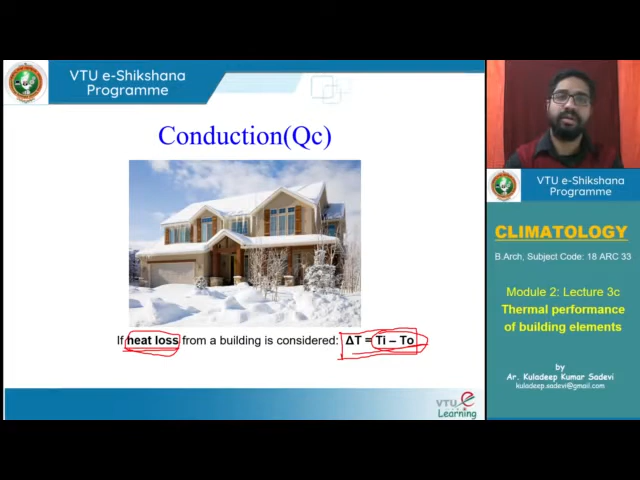 VTU e-Shikshana
Programme
Conduction(Qc)
If heat loss from a building is considered: ΔT = Ti – To
VTU e
Learning
VTU e-Shikshana
Programme
CLIMATOLOGY
B.Arch, Subject Code: 18 ARC 33
Module 2: Lecture 3c
Thermal performance
of building elements
by
Ar. Kuladeep Kumar Sadevi
kuladeep.sadevi@gmail.com